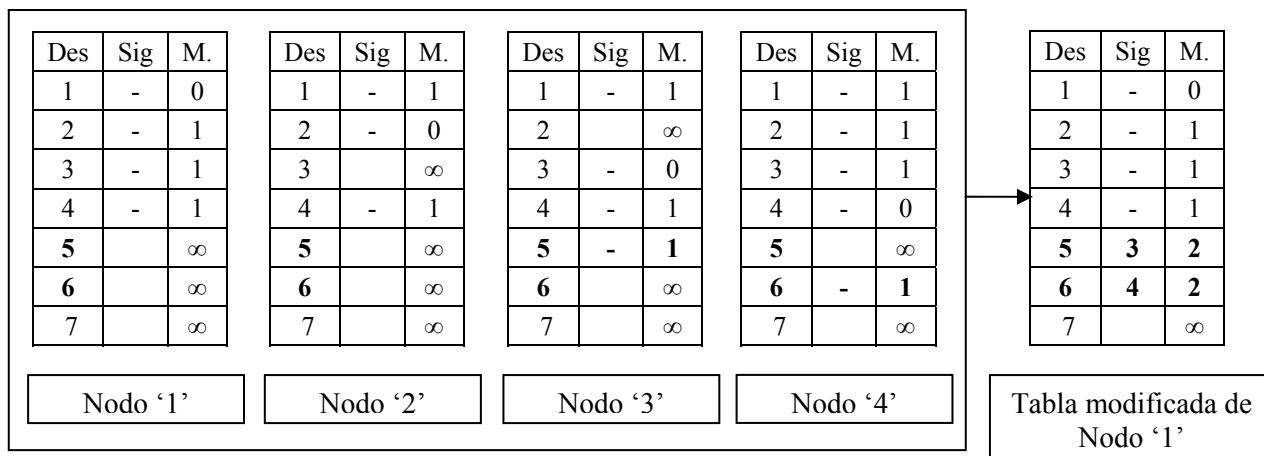 Des Sig M. Des Sig M. Des Sig M. Des Sig M. Des Sig M.
1 - 0 1 - 1 1 - 1 1 - 1 1 - 0
2 - 1 2 - 0 2 ∞ 2 - 1 2 - 1
3 - 1 3 ∞ 3 - 0 3 - 1 3 - 1
4 - 1 4 - 1 4 - 1 4 - 0 4 - 1
5 ∞ 5 ∞ 5 - 1 5 ∞ 5 3 2
6 ∞ 6 ∞ 6 ∞ 6 - 1 6 4 2
7 ∞ 7 ∞ 7 ∞ 7 ∞ 7 ∞
Nodo ‘1’ Nodo ‘2’ Nodo ‘3’ Nodo ‘4’ Tabla modificada de
Nodo ‘1’